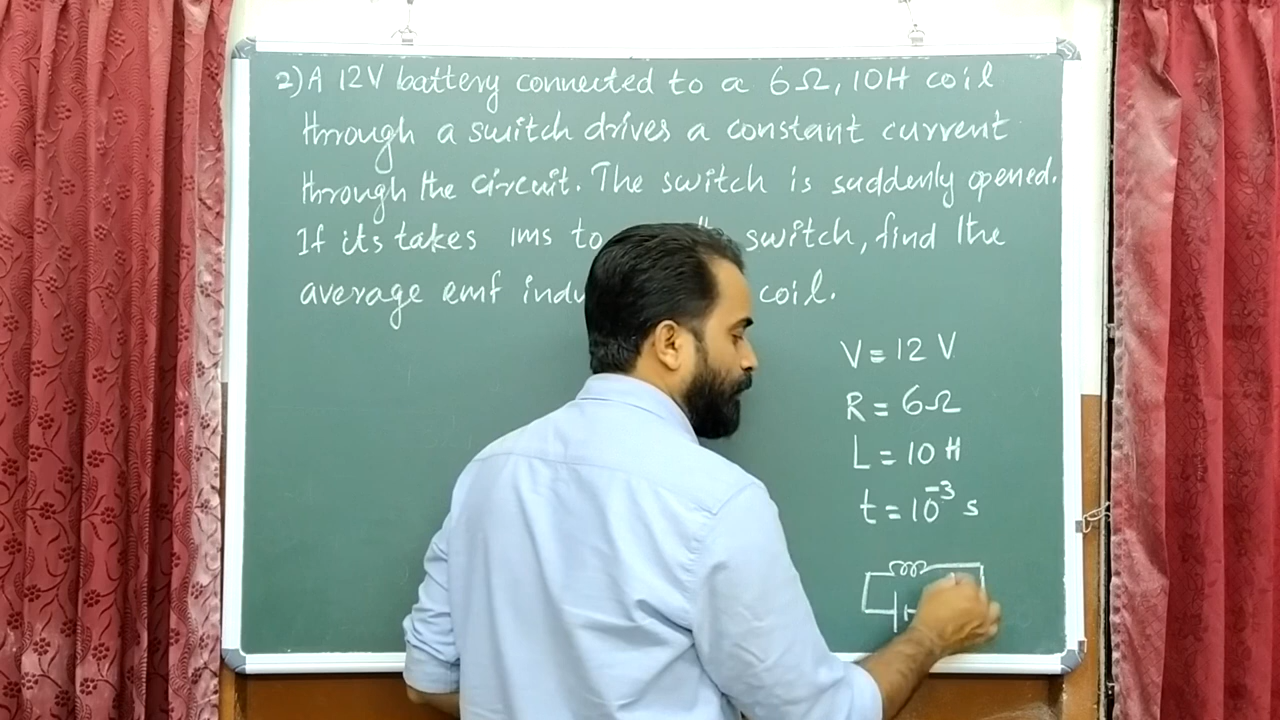 2) A 12V battery connected to a 6Ω, 10H coil
through a switch drives a constant current
through the circuit. The switch is suddenly opened.
If its takes 1ms to switch, find the
average emf coil.
V = 12 V
R = 6Ω
L = 10 H
t = 10⁻³ s